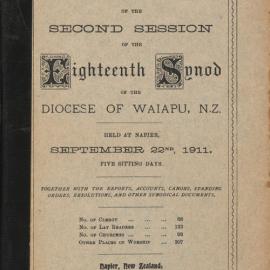 OF THE
SECOND SESSION
OF THE
Eighteenth Synod
OF THE
DIOCESE OF WAIAPU, N.Z.
HELD AT NAPIER,
SEPTEMBER 22ND, 1911.
FIVE SITTING DAYS.
TOGETHER WITH THE REPORTS, ACCOUNTS, CANONS, STANDING
ORDERS, RESOLUTIONS, AND OTHER SYNODICAL DOCUMENTS.
No. of Clergy ... ... ...
No. of Lay Readers ... ...
No. of Churches ... ...
Other Places of Worship ...
Napier, New Zealand: